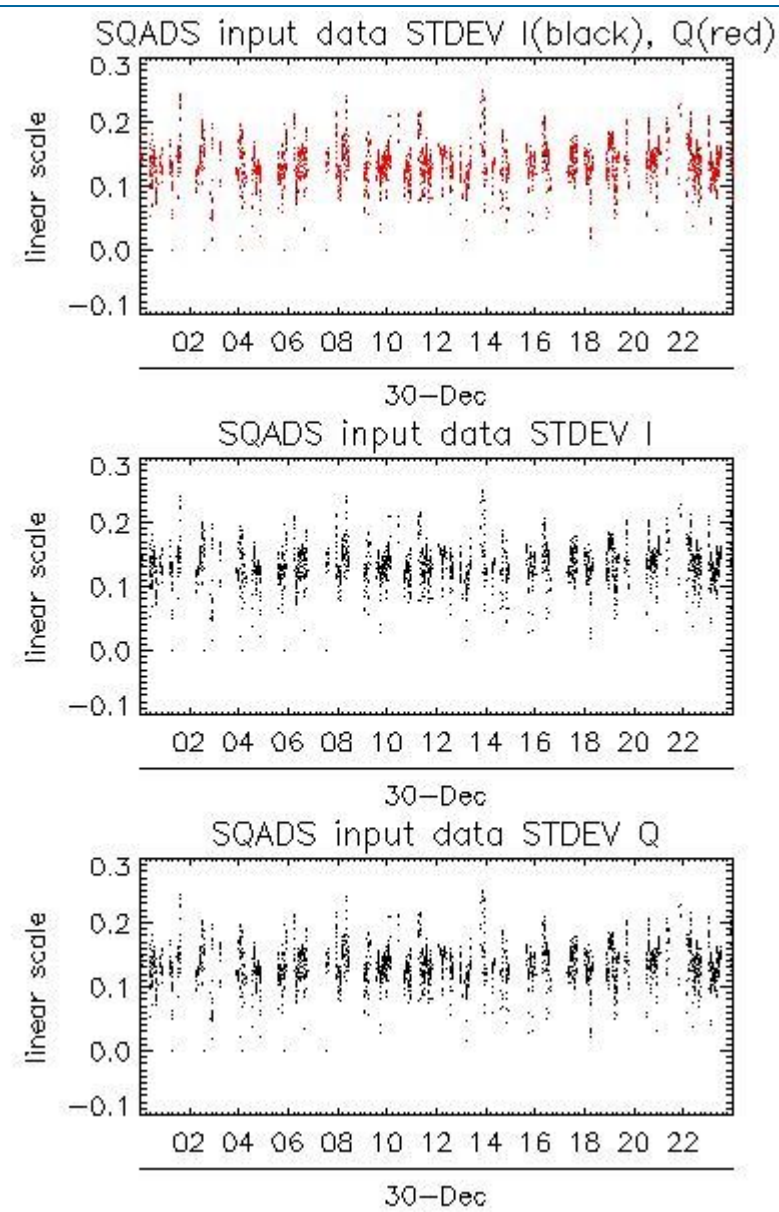 SQADS input data STDEV I(black), Q(red)
0.3
0.2
0.1
0.0
−0.1
linear scale
02 04 06 08 10 12 14 16 18 20 22
30−Dec
SQADS input data STDEV I
0.3
0.2
0.1
0.0
−0.1
linear scale
02 04 06 08 10 12 14 16 18 20 22
30−Dec
SQADS input data STDEV Q
0.3
0.2
0.1
0.0
−0.1
linear scale
02 04 06 08 10 12 14 16 18 20 22
30−Dec